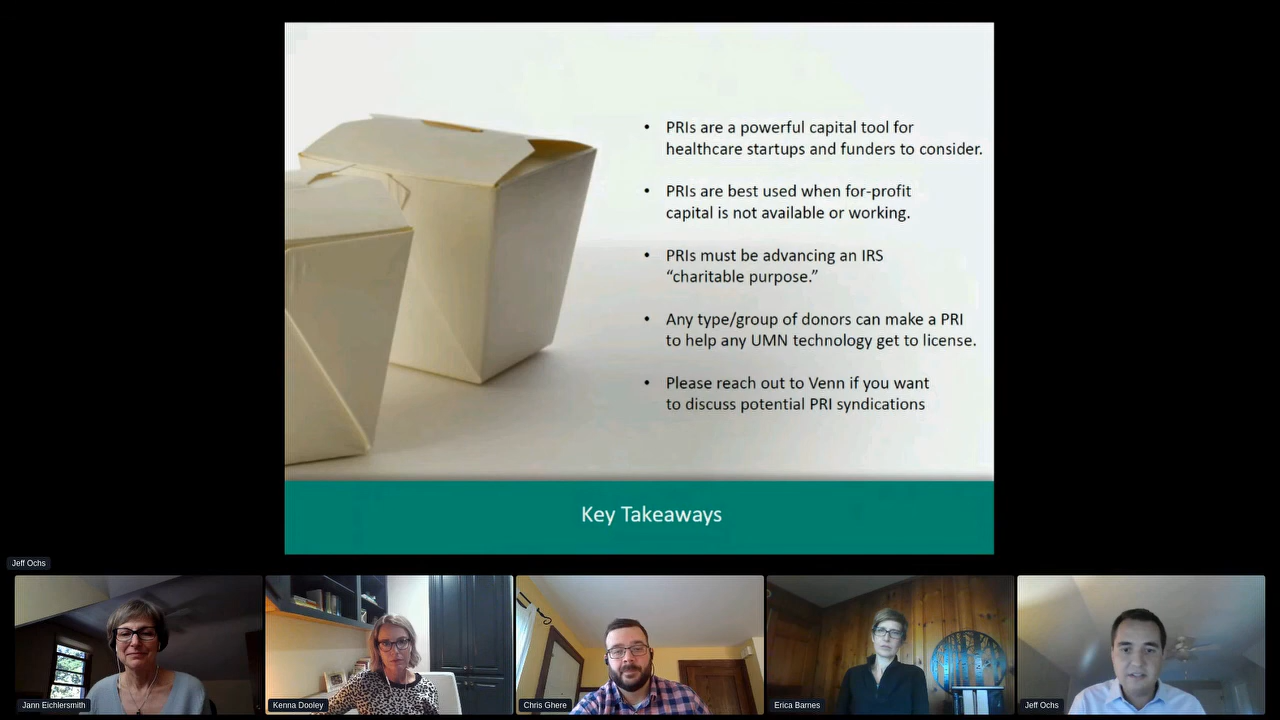 • PRIs are a powerful capital tool for
healthcare startups and funders to consider.
• PRIs are best used when for-profit
capital is not available or working.
• PRIs must be advancing an IRS
“charitable purpose.”
• Any type/group of donors can make a PRI
to help any UMN technology get to license.
• Please reach out to Venn if you want
to discuss potential PRI syndications
Key Takeaways
Jeff Ochs
Jann Eichlersmith
Kenna Dooley
Chris Ghere
Erica Barnes
Jeff Ochs